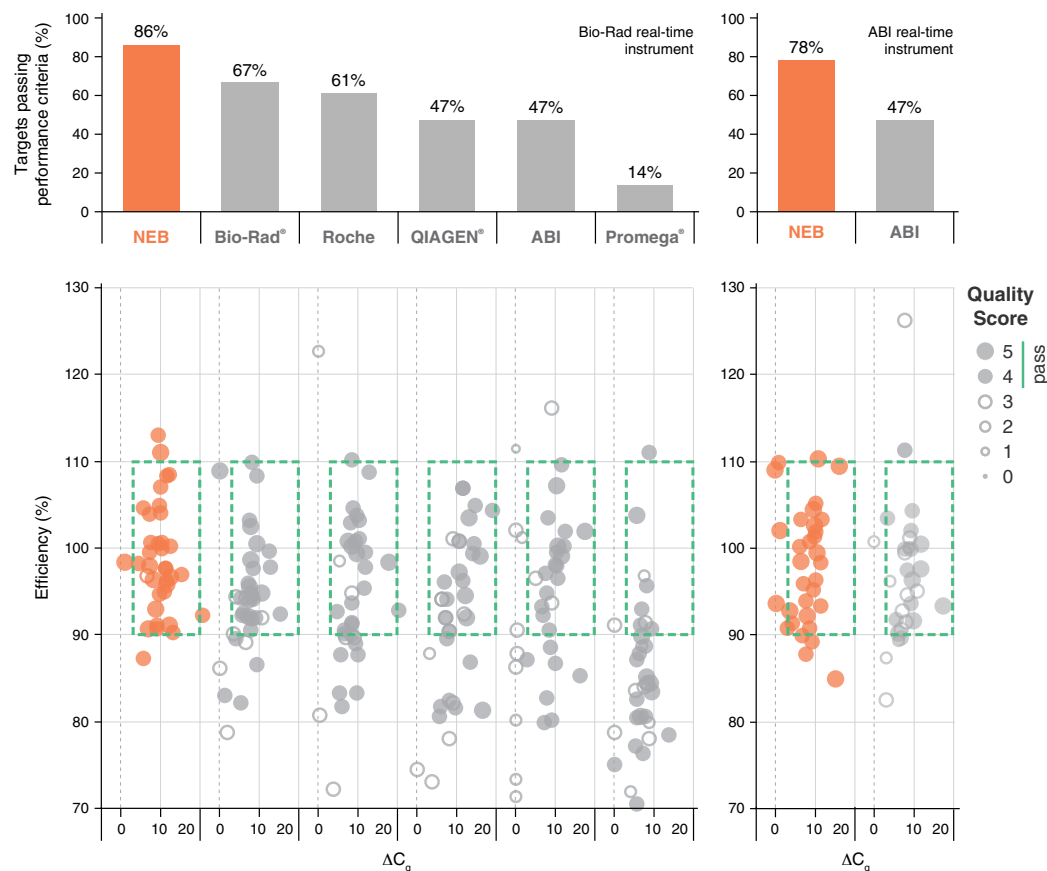 Targets passing
performance criteria (%)
100
80
60
40
20
0
86%
67%
61%
47%
47%
14%
Bio-Rad real-time
instrument
NEB
Bio-Rad®
Roche
QIAGEN®
ABI
Promega®
100
80
60
40
20
0
78%
47%
ABI real-time
instrument
NEB
ABI
Efficiency (%)
130
120
110
100
90
80
70
0 10 20
0 10 20
0 10 20
0 10 20
0 10 20
0 10 20
ΔCq
130
120
110
100
90
80
70
0 10 20
0 10 20
ΔCq
Quality
Score
5
4
3
2
1
0
pass